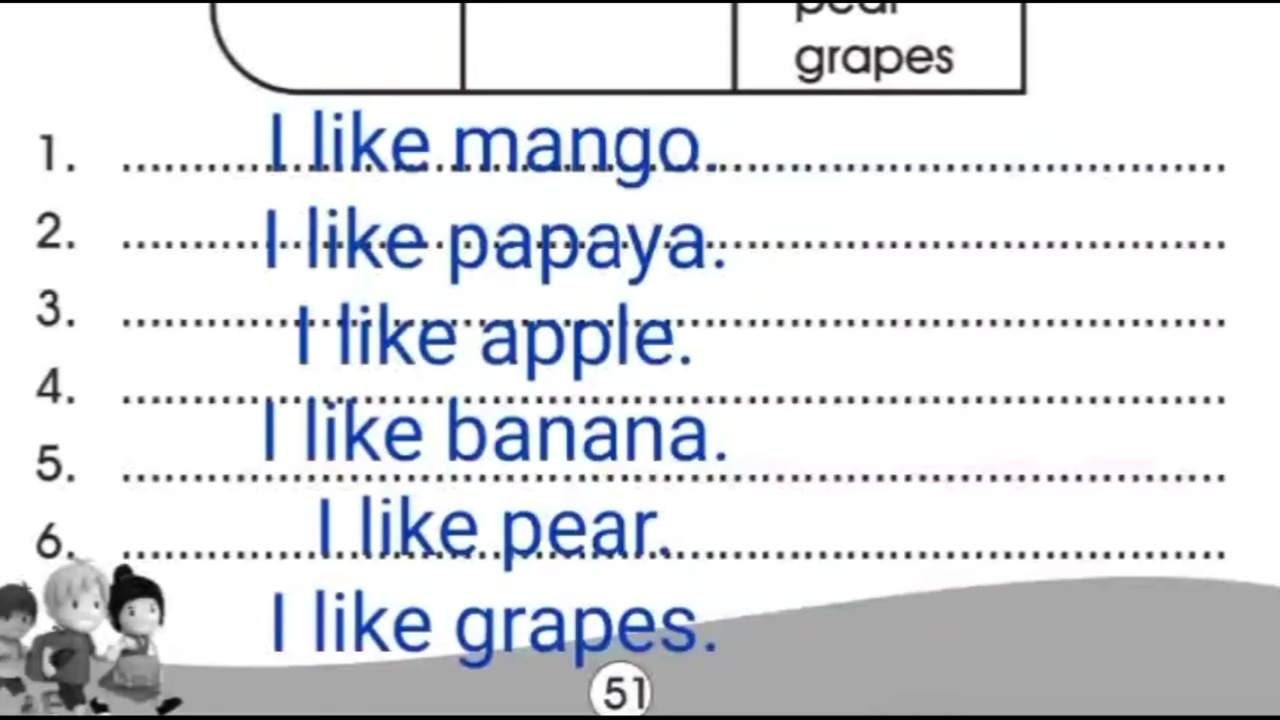 pear
grapes
1. I like mango.
2. I like papaya.
3. I like apple.
4. I like banana.
5. I like pear.
6. I like grapes.
51